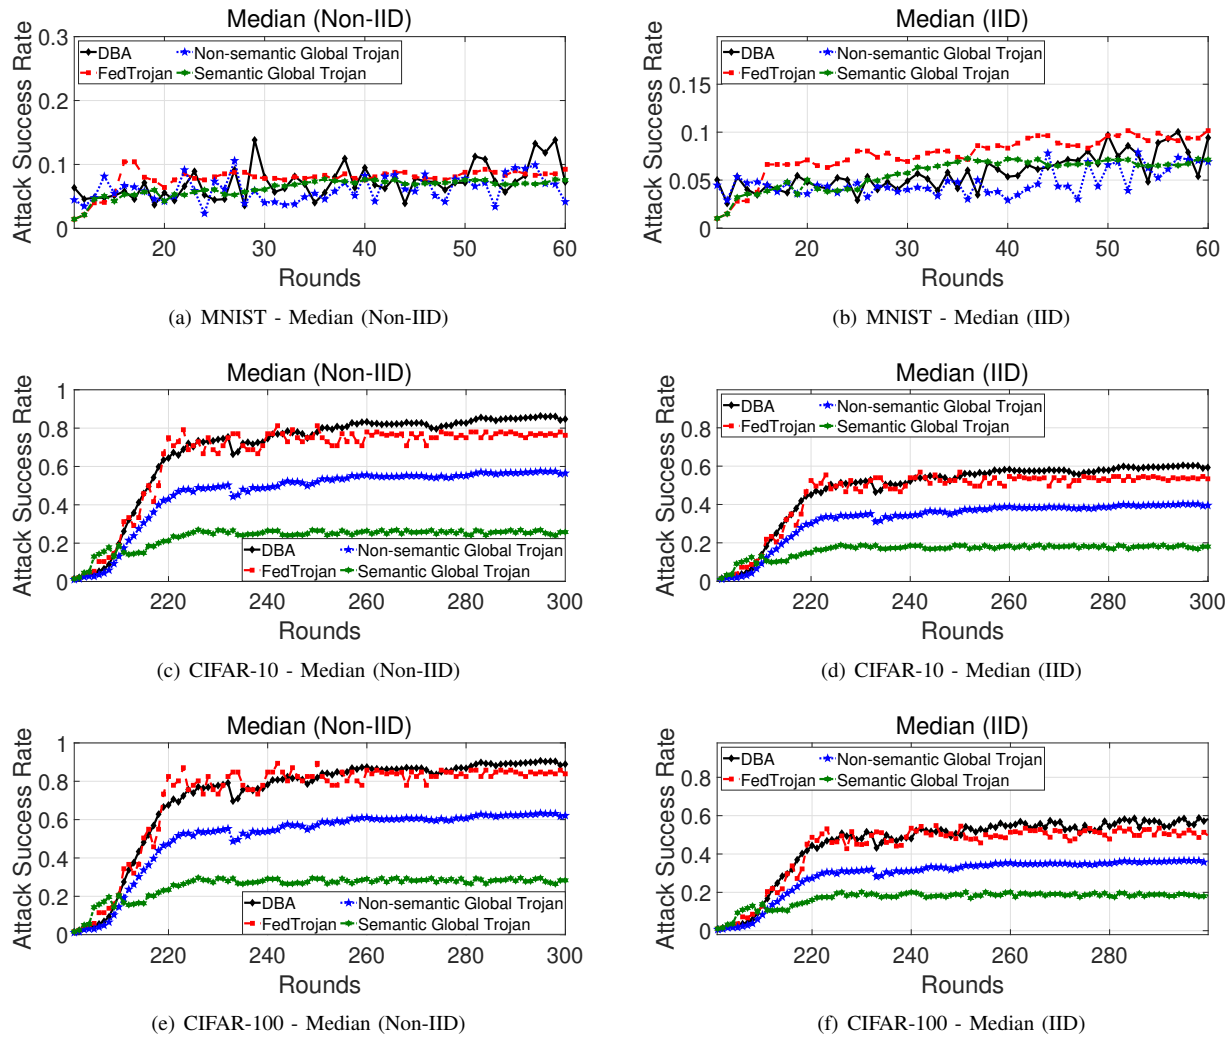 Median (Non-IID)
0.3
0.2
0.1
0
Attack Success Rate
DBA
FedTrojan
Non-semantic Global Trojan
Semantic Global Trojan
20 30 40 50 60
Rounds
(a) MNIST - Median (Non-IID)
Median (IID)
0.15
0.1
0.05
0
Attack Success Rate
DBA
FedTrojan
Non-semantic Global Trojan
Semantic Global Trojan
20 30 40 50 60
Rounds
(b) MNIST - Median (IID)
Median (Non-IID)
1
0.8
0.6
0.4
0.2
0
Attack Success Rate
DBA
FedTrojan
Non-semantic Global Trojan
Semantic Global Trojan
220 240 260 280 300
Rounds
(c) CIFAR-10 - Median (Non-IID)
Median (IID)
0.8
0.6
0.4
0.2
0
Attack Success Rate
DBA
FedTrojan
Non-semantic Global Trojan
Semantic Global Trojan
220 240 260 280 300
Rounds
(d) CIFAR-10 - Median (IID)
Median (Non-IID)
1
0.8
0.6
0.4
0.2
0
Attack Success Rate
DBA
FedTrojan
Non-semantic Global Trojan
Semantic Global Trojan
220 240 260 280 300
Rounds
(e) CIFAR-100 - Median (Non-IID)
Median (IID)
0.8
0.6
0.4
0.2
0
Attack Success Rate
DBA
FedTrojan
Non-semantic Global Trojan
Semantic Global Trojan
220 240 260 280
Rounds
(f) CIFAR-100 - Median (IID)